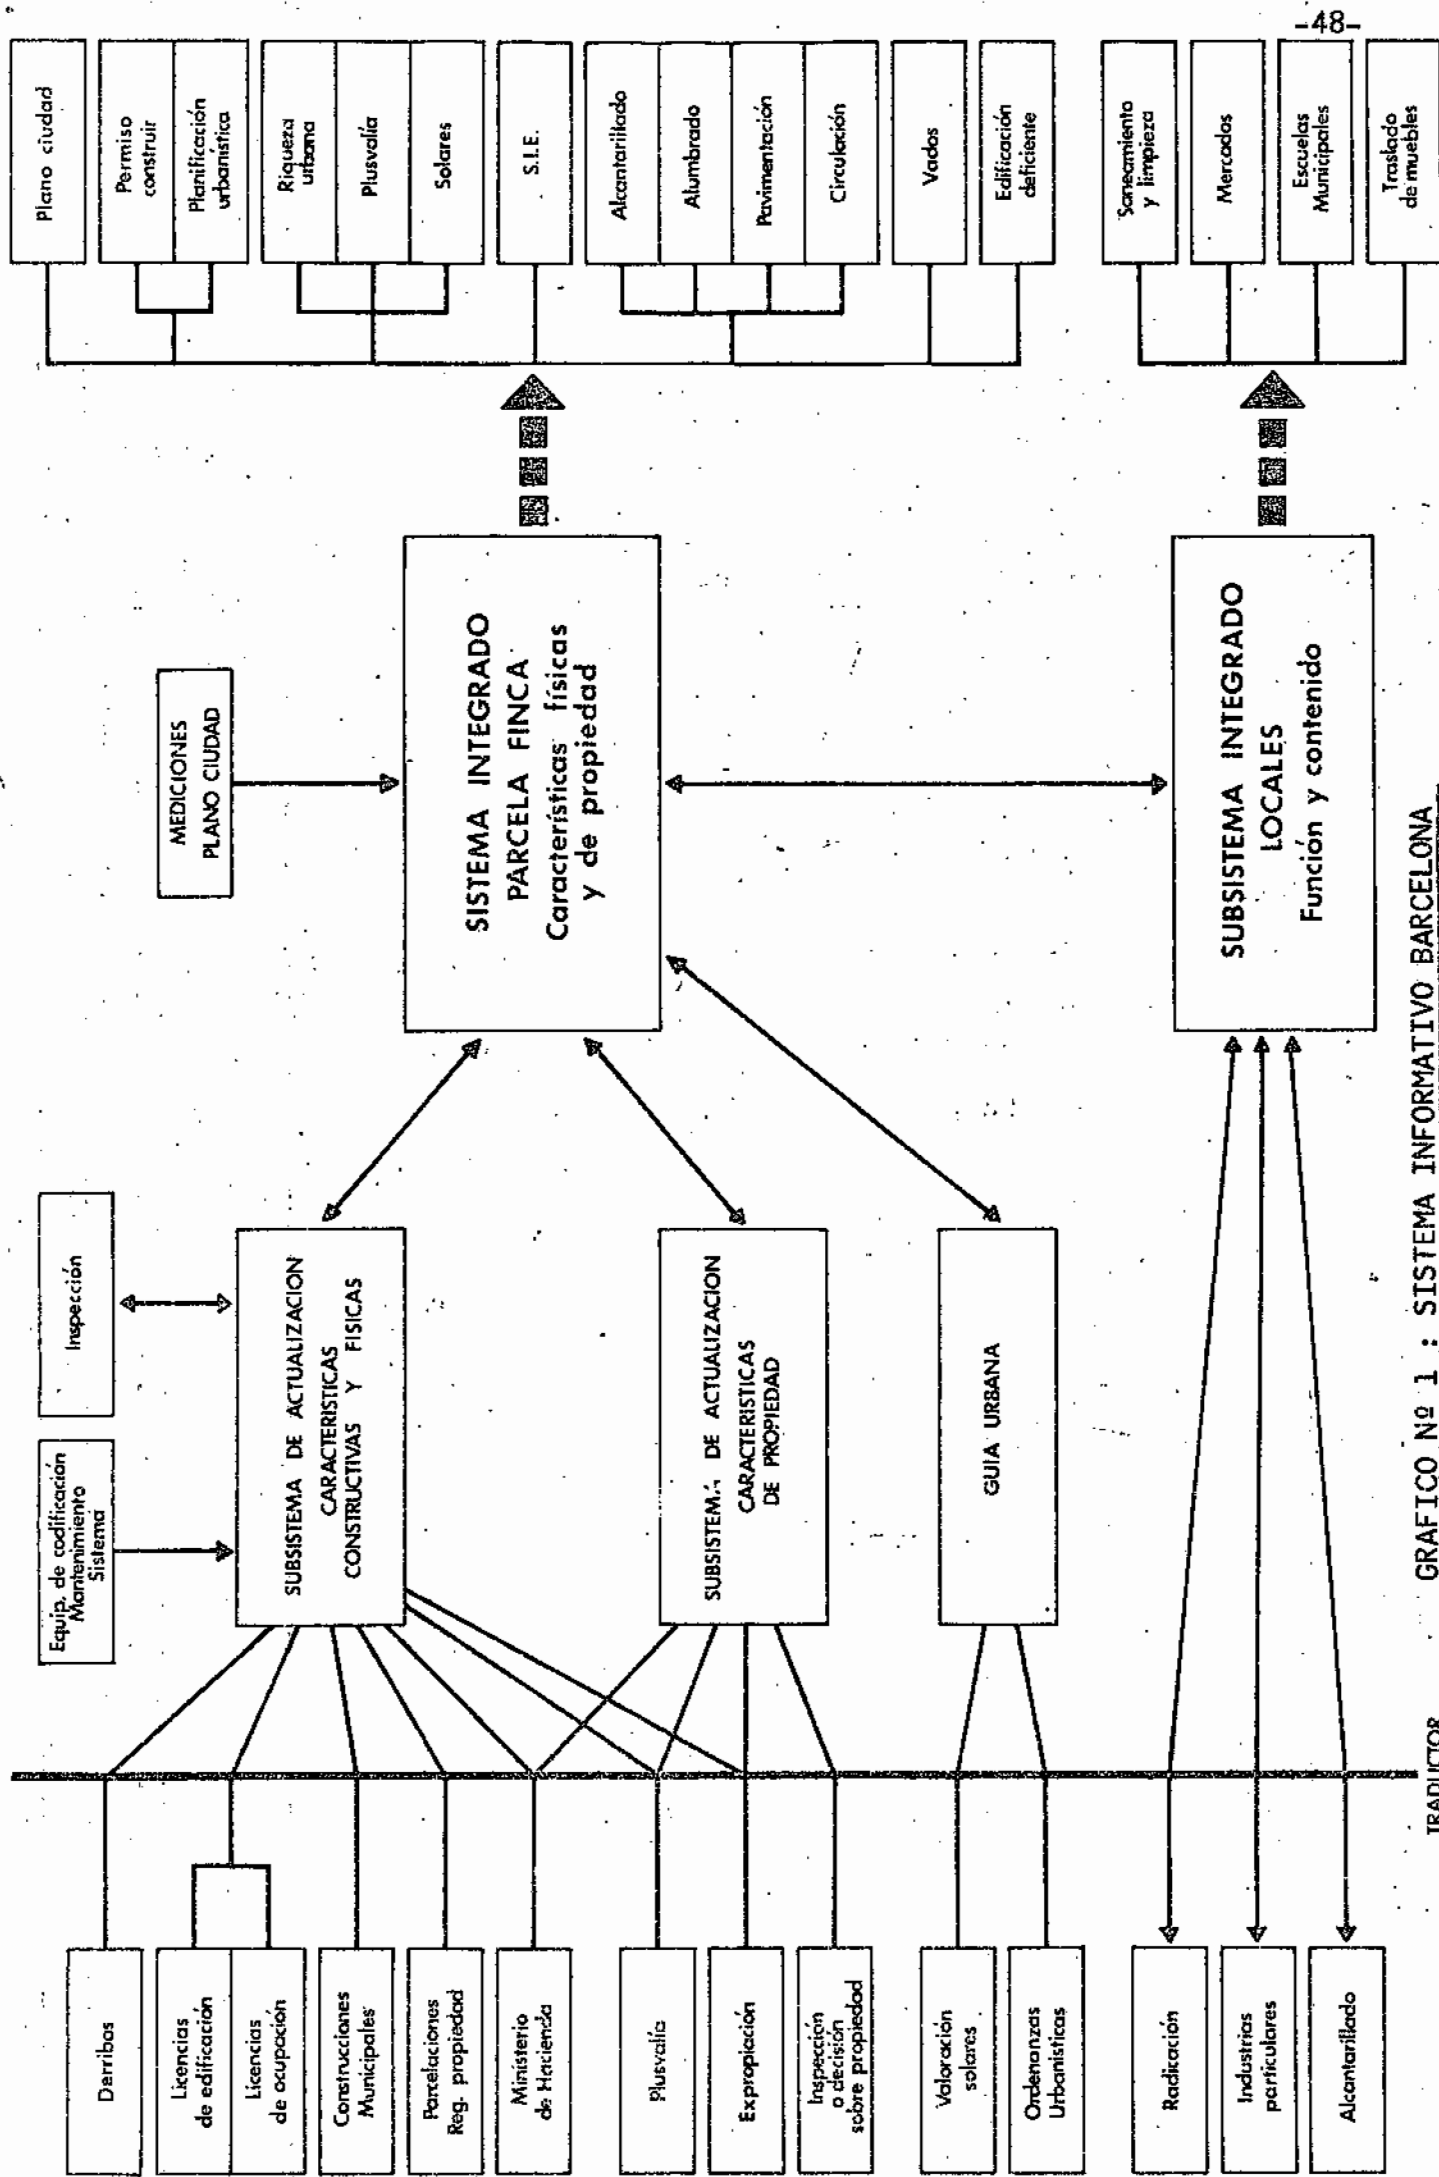 -48-
Plano ciudad
Permiso
construir
Planificación
urbanística
Riqueza
urbana
Plusvalía
Solares
S.I.E.
Alcantarillado
Alumbrado
Pavimentación
Circulación
Vados
Edificación
deficiente
Saneamiento
y limpieza
Mercados
Escuelas
Municipales
Traslado
de muebles
MEDICIONES
PLANO CIUDAD
SISTEMA INTEGRADO
PARCELA FINCA
Características físicas
y de propiedad
SUBSISTEMA INTEGRADO
LOCALES
Función y contenido
Inspección
Equip. de codificación
Mantenimiento
Sistema
SUBSISTEMA DE ACTUALIZACION
CARACTERISTICAS
CONSTRUCTIVAS Y FISICAS
SUBSISTEMA DE ACTUALIZACION
CARACTERISTICAS
DE PROPIEDAD
GUIA URBANA
Derribos
Licencias
de edificación
Licencias
de ocupación
Construcciones
Municipales
Parcelaciones
Reg. propiedad
Ministerio
de Hacienda
Plusvalía
Expropiación
Inspección
o decisión
sobre propiedad
Valoración
solares
Ordenanzas
Urbanisticas
Radicación
Industrias
particulares
Alcantarillado
TRADUCTOR
GRAFICO Nº 1 : SISTEMA INFORMATIVO BARCELONA